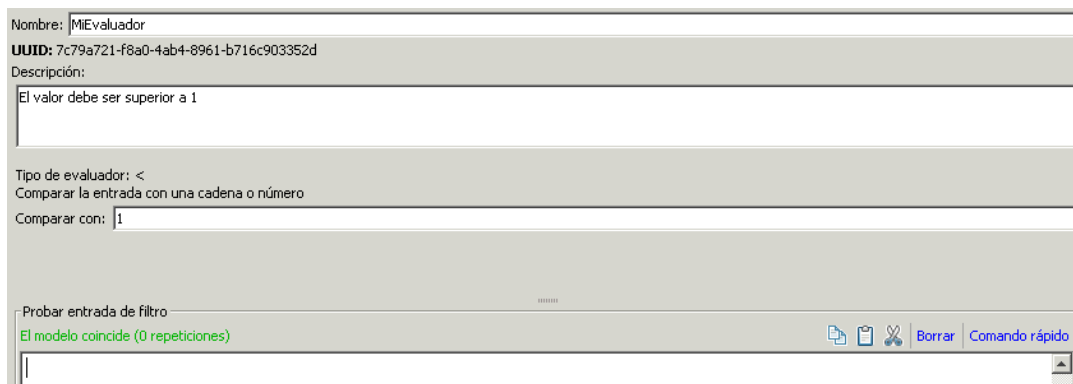 Nombre: MiEvaluador
UUID: 7c79a721-f8a0-4ab4-8961-b716c903352d
Descripción:
El valor debe ser superior a 1
Tipo de evaluador: <
Comparar la entrada con una cadena o número
Comparar con: 1
Probar entrada de filtro
El modelo coincide (0 repeticiones) Borrar Comando rápido